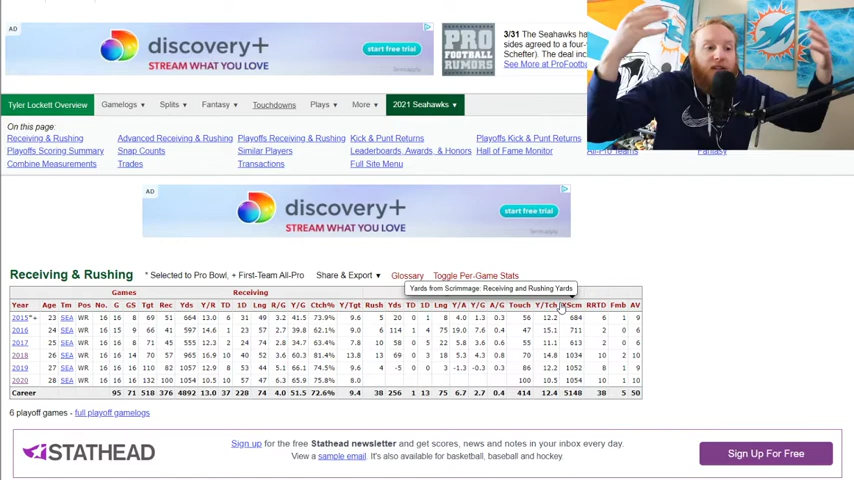 AD
discovery+
STREAM WHAT YOU LOVE
start free trial
PRO
FOOTBALL
RUMORS
3/31 The Seahawks ha
sides agreed to a four-
Schefter). The deal inc
See More at ProFootba
Tyler Lockett Overview
Gamelogs ▾
Splits ▾
Fantasy ▾
Touchdowns
Plays ▾
More ▾
2021 Seahawks ▾
On this page:
Receiving & Rushing
Advanced Receiving & Rushing
Playoffs Receiving & Rushing
Kick & Punt Returns
Playoffs Kick & Punt Returns
Playoffs Scoring Summary
Snap Counts
Similar Players
Leaderboards, Awards, & Honors
Hall of Fame Monitor
All-Pro Teams
Fantasy
Combine Measurements
Trades
Transactions
Full Site Menu
AD
discovery+
STREAM WHAT YOU LOVE
start free trial
Receiving & Rushing
* Selected to Pro Bowl, + First-Team All-Pro
Share & Export ▾
Glossary
Toggle Per-Game Stats
Yards from Scrimmage: Receiving and Rushing Yards
Games Receiving
Year Age Tm Pos No. G GS Tgt Rec Yds Y/R TD 1D Lng R/G Y/G Ctch% Y/Tgt Rush Yds TD 1D Lng Y/A Y/G A/G Touch Y/Tch YScm RRTD Fmb AV
2015*+ 23 SEA WR 16 16 8 69 51 664 13.0 6 31 49 3.2 41.5 73.9% 9.6 5 20 0 1 8 4.0 1.3 0.3 56 12.2 684 6 1 9
2016 24 SEA WR 16 15 9 66 41 597 14.6 1 23 57 2.7 39.8 62.1% 9.0 6 114 1 4 75 19.0 7.6 0.4 47 15.1 711 2 0 6
2017 25 SEA WR 16 16 8 71 45 555 12.3 2 24 74 2.8 34.7 63.4% 7.8 10 58 0 5 22 5.8 3.6 0.6 55 11.1 613 2 0 6
2018 26 SEA WR 16 16 14 70 57 965 16.9 10 40 52 3.6 60.3 81.4% 13.8 13 69 0 3 18 5.3 4.3 0.8 70 14.8 1034 10 2 10
2019 27 SEA WR 16 16 16 110 82 1057 12.9 8 53 44 5.1 66.1 74.5% 9.6 4 -5 0 0 3 -1.3 -0.3 0.3 86 12.2 1052 8 1 9
2020 28 SEA WR 16 16 16 132 100 1054 10.5 10 57 47 6.3 65.9 75.8% 8.0 100 10.5 1054 10 1 10
Career 95 71 518 376 4892 13.0 37 228 74 4.0 51.5 72.6% 9.4 38 256 1 13 75 6.7 2.7 0.4 414 12.4 5148 38 5 50
6 playoff games - full playoff gamelogs
STATHEAD
Sign up for the free Stathead newsletter and get scores, news and notes in your inbox every day.
View a sample email. It's also available for basketball, baseball and hockey.
Sign Up For Free